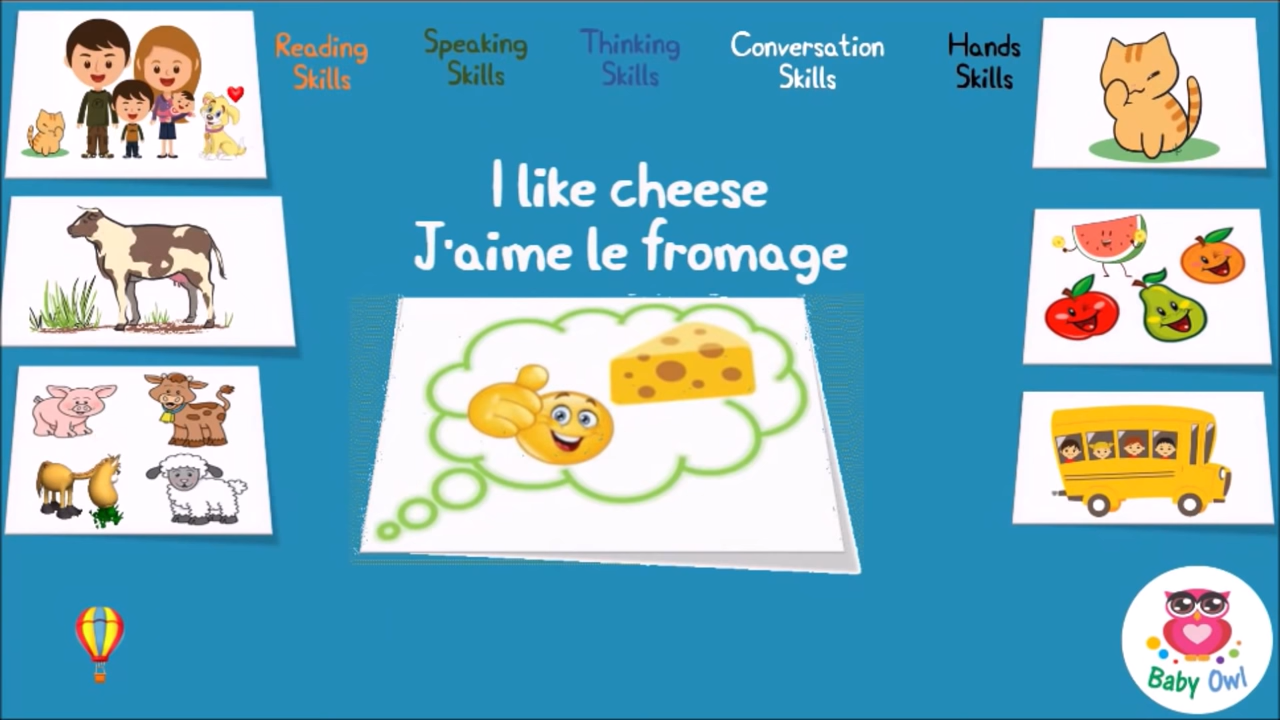 Reading
Skills
Speaking
Skills
Thinking
Skills
Conversation
Skills
Hands
Skills
I like cheese
J'aime le fromage
Baby Owl